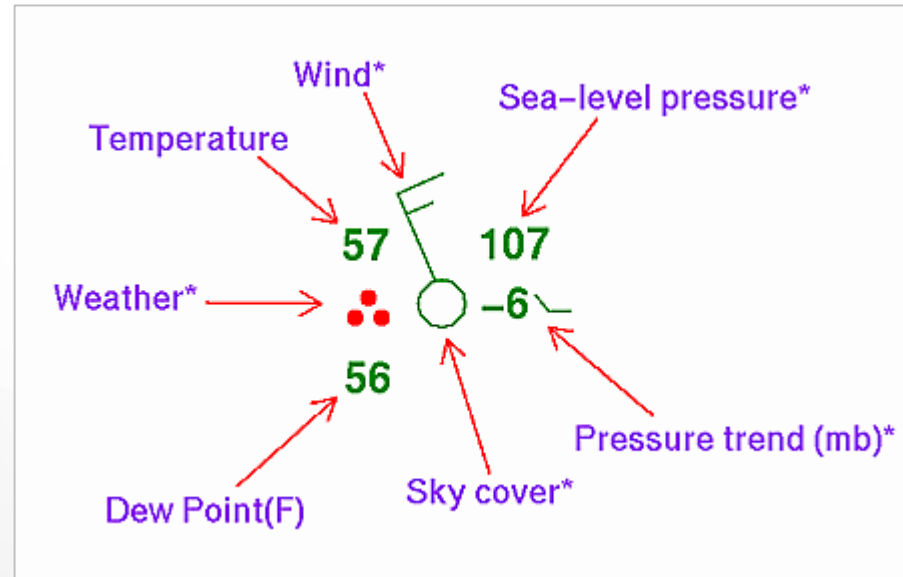 Wind*
Sea-level pressure*
Temperature
57
107
Weather*
-6
56
Pressure trend (mb)*
Sky cover*
Dew Point(F)